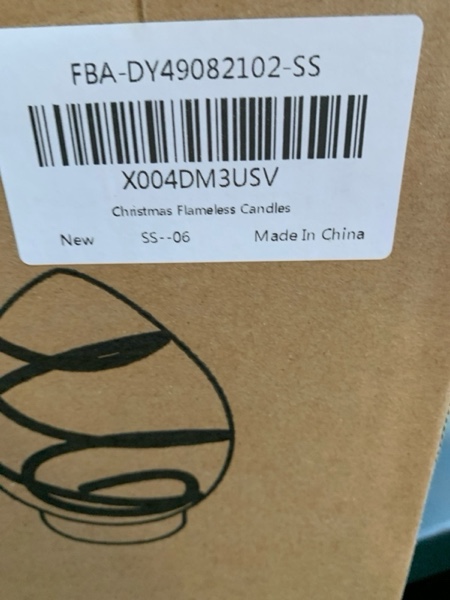 FBA-DY49082102-SS
X004DM3USV
Christmas Flameless Candles
New SS--06 Made In China